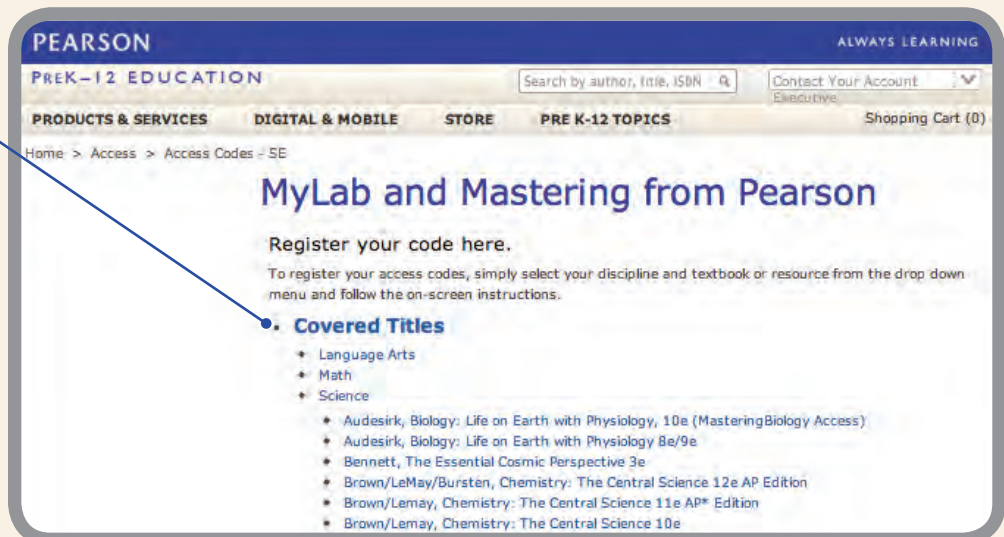 PEARSON
ALWAYS LEARNING
PREK–12 EDUCATION
Search by author, title, ISBN
Contact Your Account
Executive
PRODUCTS & SERVICES
DIGITAL & MOBILE
STORE
PRE K-12 TOPICS
Shopping Cart (0)
Home > Access > Access Codes - SE
MyLab and Mastering from Pearson
Register your code here.
To register your access codes, simply select your discipline and textbook or resource from the drop down
menu and follow the on-screen instructions.
Covered Titles
Language Arts
Math
Science
Audesirk, Biology: Life on Earth with Physiology, 10e (MasteringBiology Access)
Audesirk, Biology: Life on Earth with Physiology 8e/9e
Bennett, The Essential Cosmic Perspective 3e
Brown/LeMay/Bursten, Chemistry: The Central Science 12e AP Edition
Brown/Lemay, Chemistry: The Central Science 11e AP* Edition
Brown/Lemay, Chemistry: The Central Science 10e